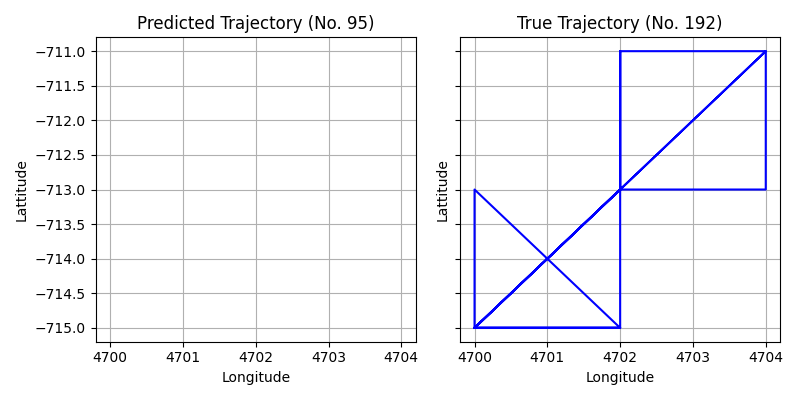 Predicted Trajectory (No. 95)
True Trajectory (No. 192)
−711.0
−711.5
−712.0
−712.5
−713.0
−713.5
−714.0
−714.5
−715.0
Lattitude
Lattitude
4700 4701 4702 4703 4704
4700 4701 4702 4703 4704
Longitude
Longitude